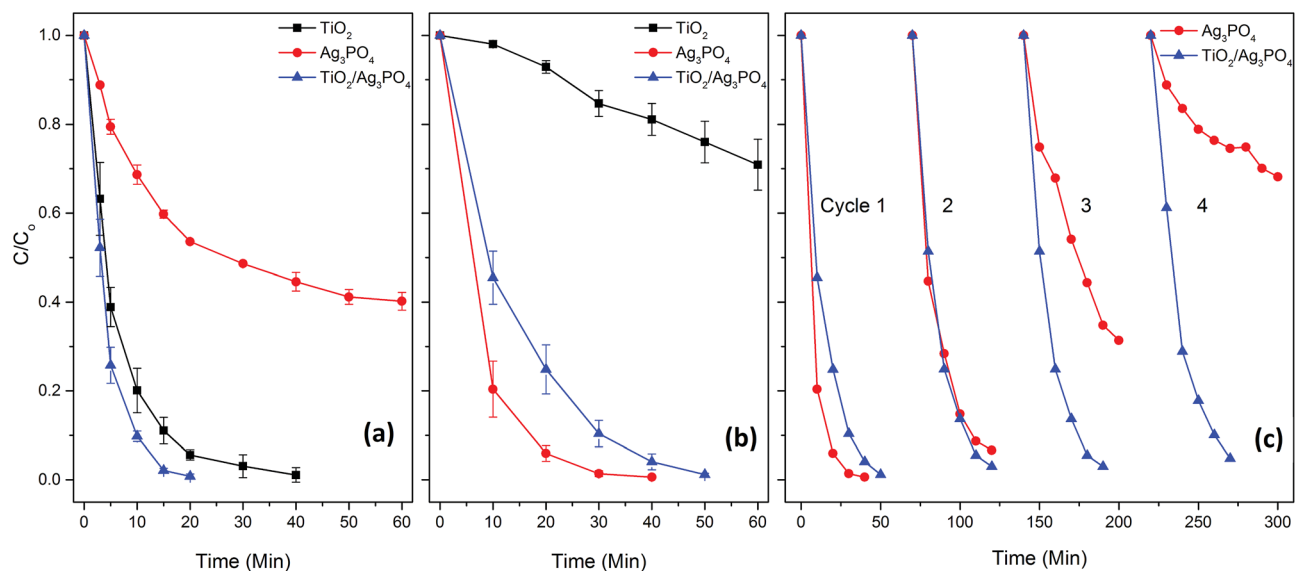 C/Co
1.0
0.8
0.6
0.4
0.2
0.0
TiO2
Ag3PO4
TiO2/Ag3PO4
(a)
0 10 20 30 40 50 60
Time (Min)
TiO2
Ag3PO4
TiO2/Ag3PO4
(b)
0 10 20 30 40 50 60
Time (Min)
Ag3PO4
TiO2/Ag3PO4
Cycle 1 2 3 4
(c)
0 50 100 150 200 250 300
Time (Min)